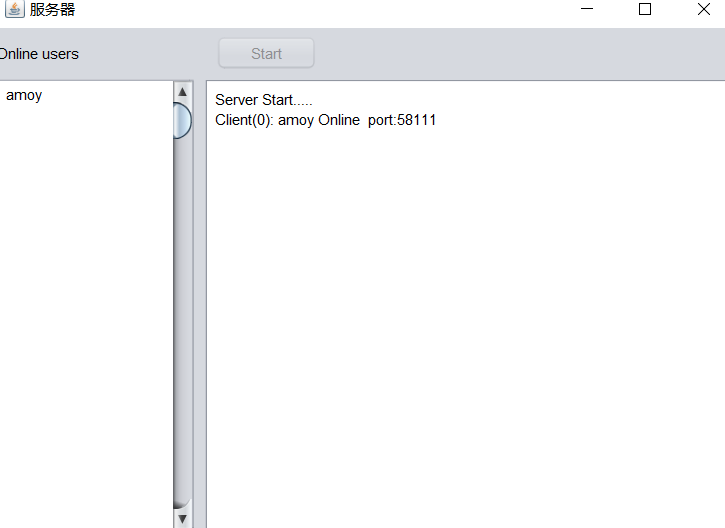 服务器
Online users
Start
amoy
Server Start.....
Client(0): amoy Online  port:58111